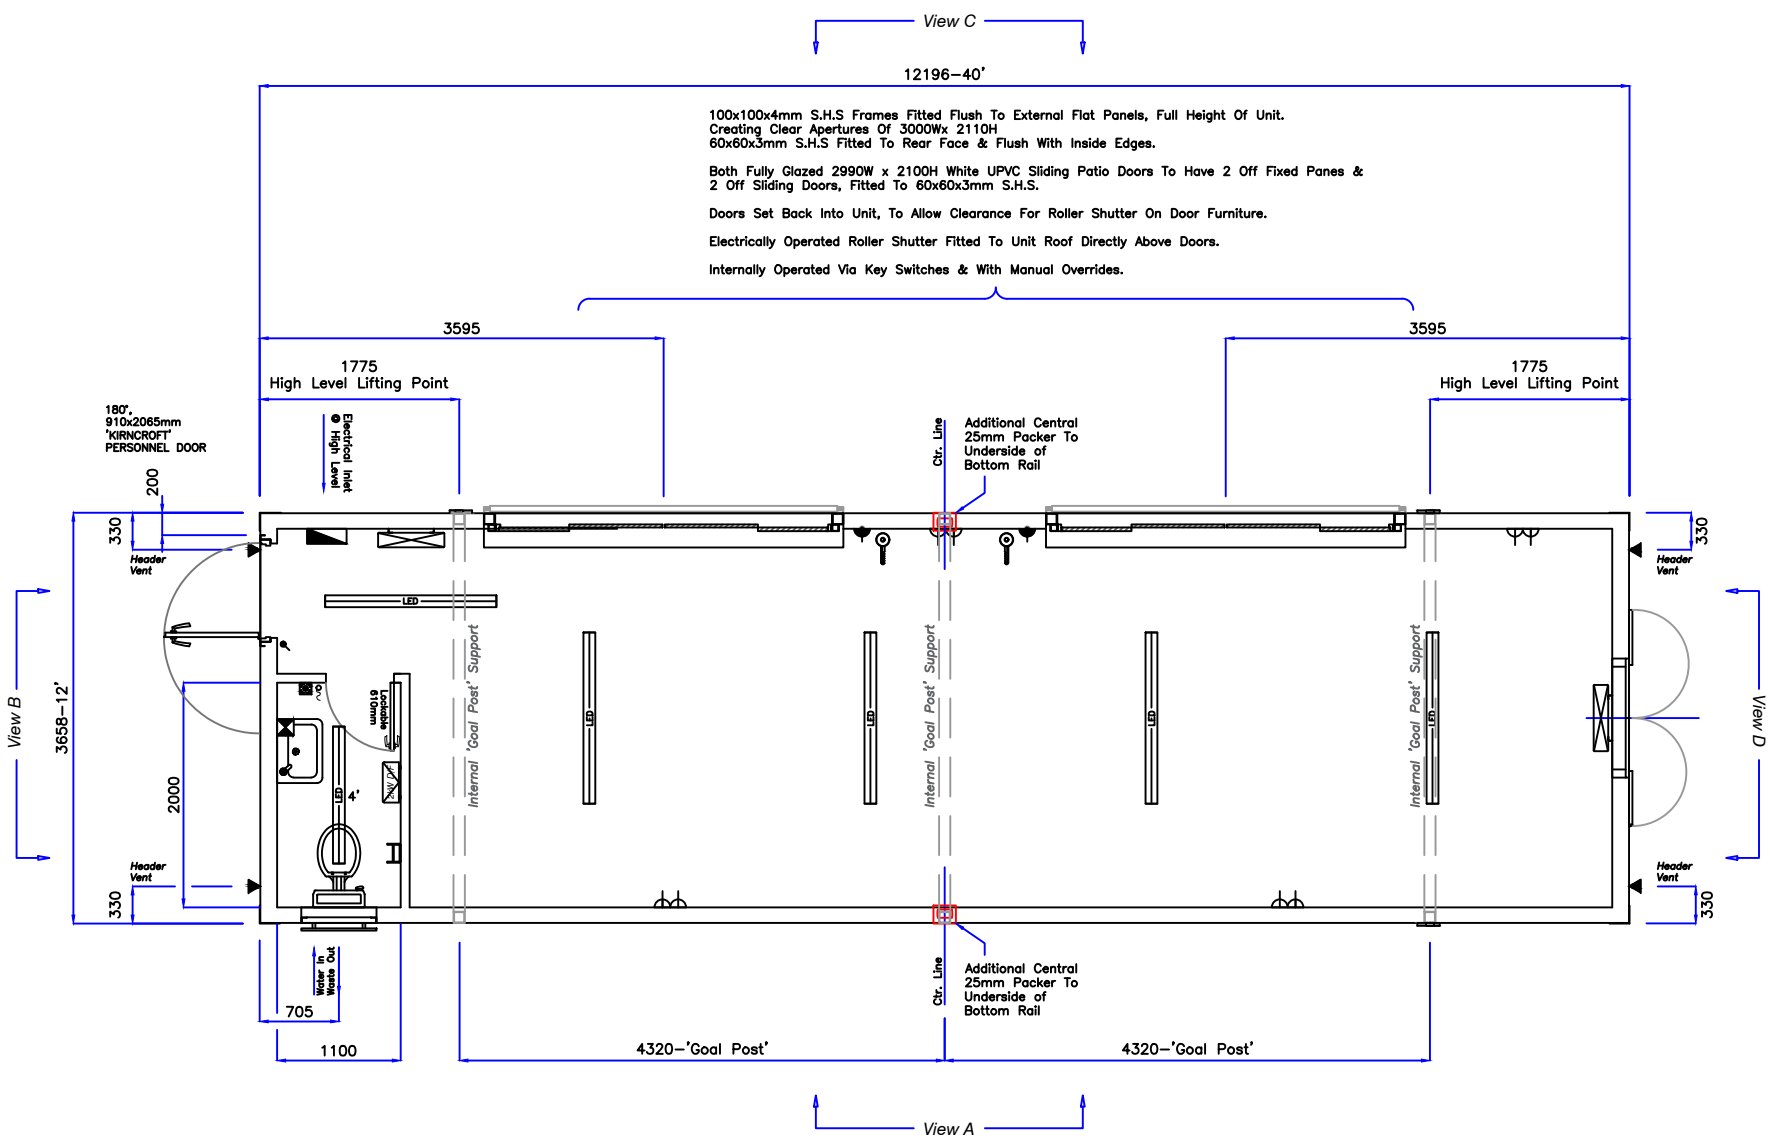 View C
12196-40'
100x100x4mm S.H.S Frames Fitted Flush To External Flat Panels, Full Height Of Unit.
Creating Clear Apertures Of 3000Wx 2110H
60x60x3mm S.H.S Fitted To Rear Face & Flush With Inside Edges.
Both Fully Glazed 2990W x 2100H White UPVC Sliding Patio Doors To Have 2 Off Fixed Panes &
2 Off Sliding Doors, Fitted To 60x60x3mm S.H.S.
Doors Set Back Into Unit, To Allow Clearance For Roller Shutter On Door Furniture.
Electrically Operated Roller Shutter Fitted To Unit Roof Directly Above Doors.
Internally Operated Via Key Switches & With Manual Overrides.
3595
3595
1775
High Level Lifting Point
1775
High Level Lifting Point
180°,
910x2065mm
'KIRNCROFT'
PERSONNEL DOOR
Electrical Inlet
@ High Level
Ctr. Line
Additional Central
25mm Packer To
Underside of
Bottom Rail
200
330
Header
Vent
330
Header
Vent
LED
Internal 'Goal Post' Support
Internal 'Goal Post' Support
Internal 'Goal Post' Support
LED
LED
LED
LED
Lockable
610mm
View B
3658-12'
2000
LED
4'
View D
Header
Vent
330
Header
Vent
330
Water In
Waste Out
705
1100
Ctr. Line
Additional Central
25mm Packer To
Underside of
Bottom Rail
4320-'Goal Post'
4320-'Goal Post'
View A